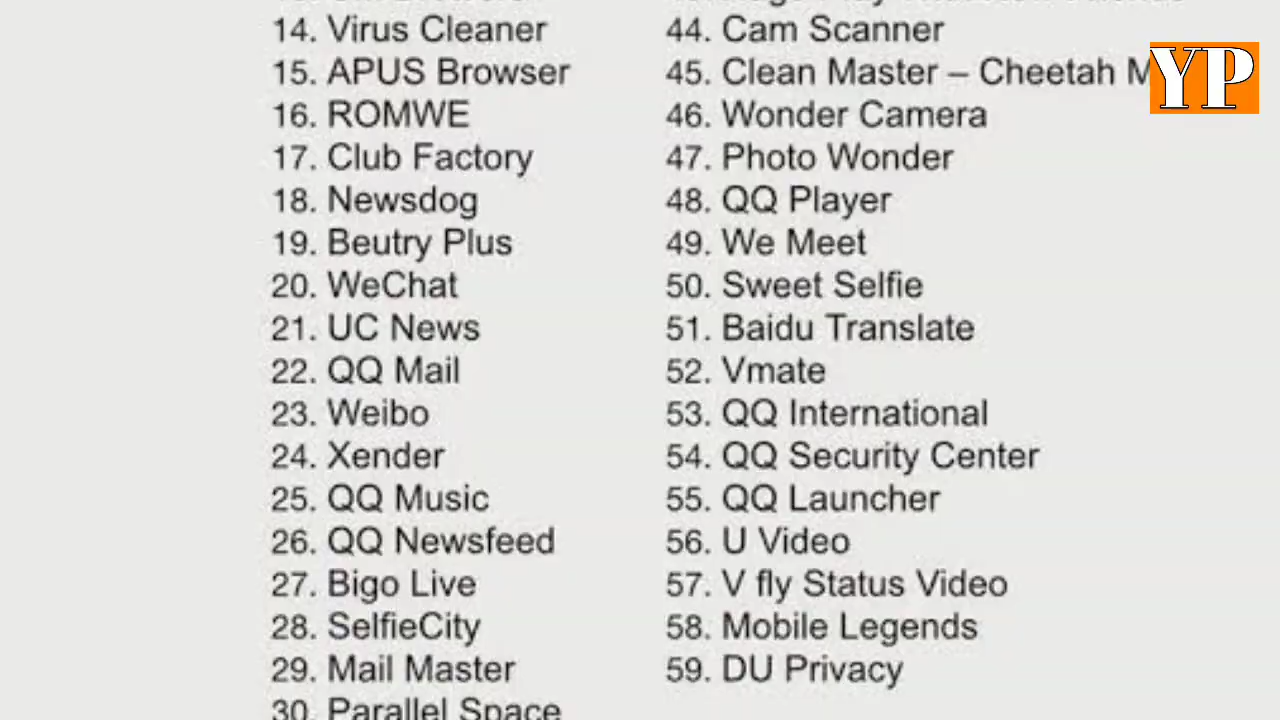 14. Virus Cleaner
15. APUS Browser
16. ROMWE
17. Club Factory
18. Newsdog
19. Beutry Plus
20. WeChat
21. UC News
22. QQ Mail
23. Weibo
24. Xender
25. QQ Music
26. QQ Newsfeed
27. Bigo Live
28. SelfieCity
29. Mail Master
30. Parallel Space
44. Cam Scanner
45. Clean Master – Cheetah
46. Wonder Camera
47. Photo Wonder
48. QQ Player
49. We Meet
50. Sweet Selfie
51. Baidu Translate
52. Vmate
53. QQ International
54. QQ Security Center
55. QQ Launcher
56. U Video
57. V fly Status Video
58. Mobile Legends
59. DU Privacy
YP